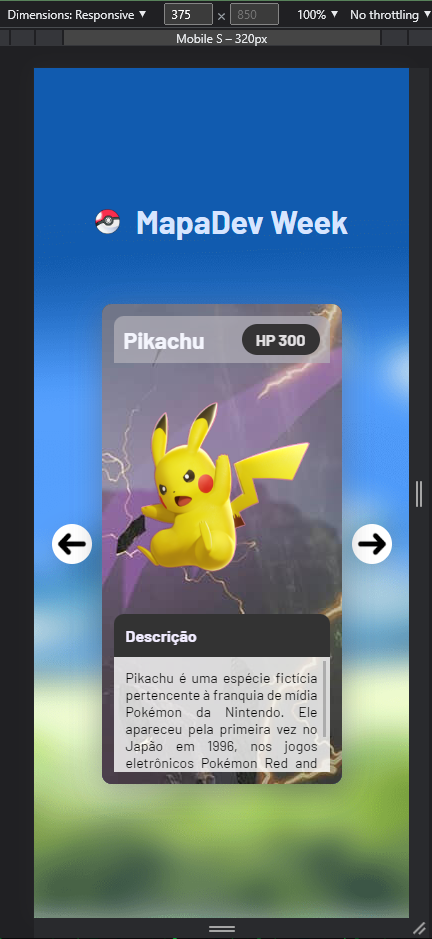 Dimensions: Responsive ▼ 375 × 850 100% ▼ No throttling ▼
Mobile S – 320px
MapaDev Week
Pikachu HP 300
Descrição
Pikachu é uma espécie fictícia
pertencente à franquia de mídia
Pokémon da Nintendo. Ele
apareceu pela primeira vez no
Japão em 1996, nos jogos
eletrônicos Pokémon Red and